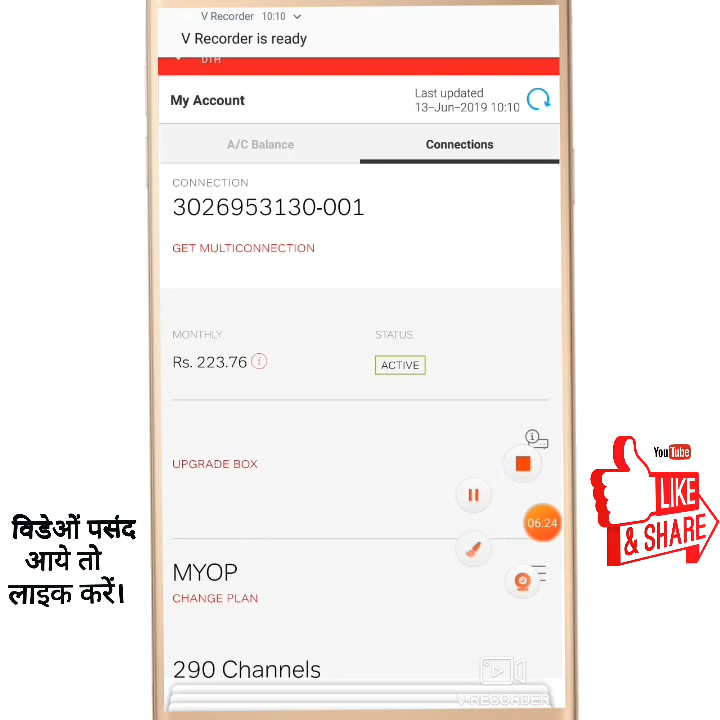 V Recorder 10:10
V Recorder is ready
DTH
My Account
Last updated
13-Jun-2019 10:10
A/C Balance
Connections
CONNECTION
3026953130-001
GET MULTICONNECTION
MONTHLY
STATUS
Rs. 223.76
ACTIVE
UPGRADE BOX
06:24
MYOP
CHANGE PLAN
290 Channels
V RECORDER
विडेओं पसंद
आये तो
लाइक करें।
YouTube
LIKE
& SHARE